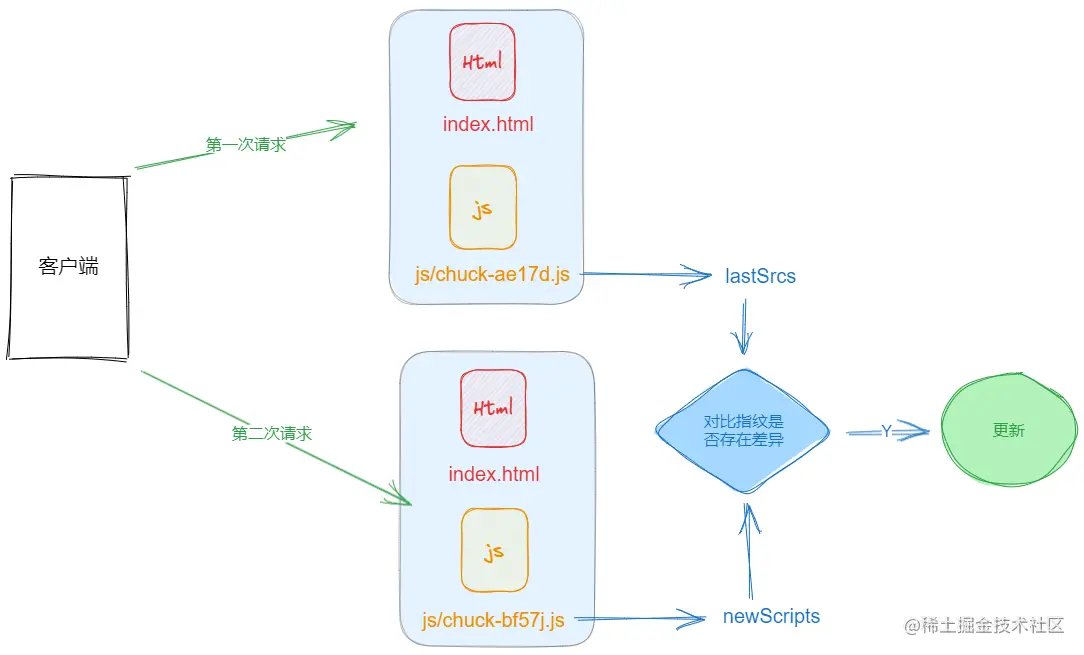 Html
index.html
第一次请求
js
客户端
js/chuck-ae17d.js
lastSrcs
Html
对比指纹是
否存在差异
Y
更新
第二次请求
index.html
js
js/chuck-bf57j.js
newScripts
@稀土掘金技术社区